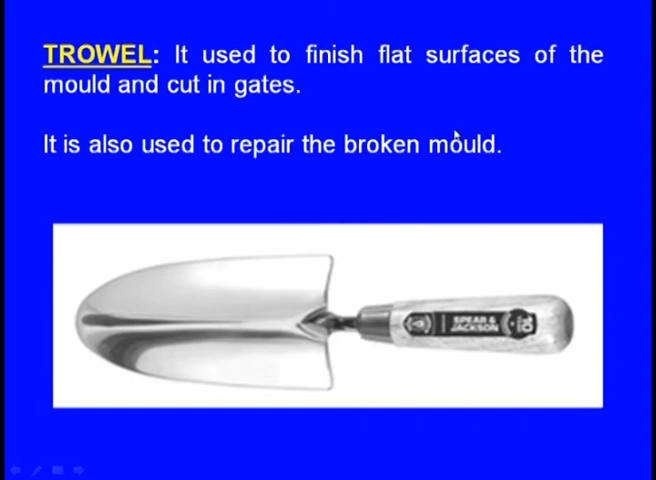 TROWEL: It used to finish flat surfaces of the
mould and cut in gates.
It is also used to repair the broken mould.
SPEAR &
JACKSON